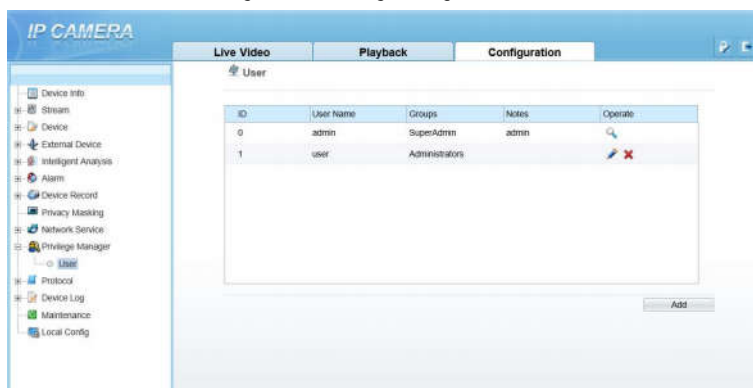 IP CAMERA
Live Video Playback Configuration
User
Device Info
Stream
Device
External Device
Intelligent Analysis
Alarm
Device Record
Privacy Masking
Network Service
Privilege Manager
User
Protocol
Device Log
Maintenance
Local Config
ID User Name Groups Notes Operate
0 admin SuperAdmin admin
1 user Administrators
Add